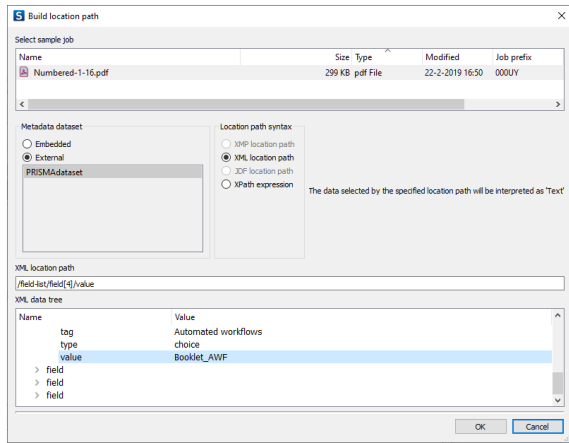 S Build location path
Select sample job
Name Size Type Modified Job prefix
Numbered-1-16.pdf 299 KB pdf File 22-2-2019 16:50 000UY
Metadata dataset
Embedded
External
PRISMAdataset
Location path syntax
XMP location path
XML location path
JDF location path
XPath expression
The data selected by the specified location path will be interpreted as 'Text'
XML location path
/field-list/field[4]/value
XML data tree
Name Value
tag Automated workflows
type choice
value Booklet_AWF
field
field
field
OK Cancel